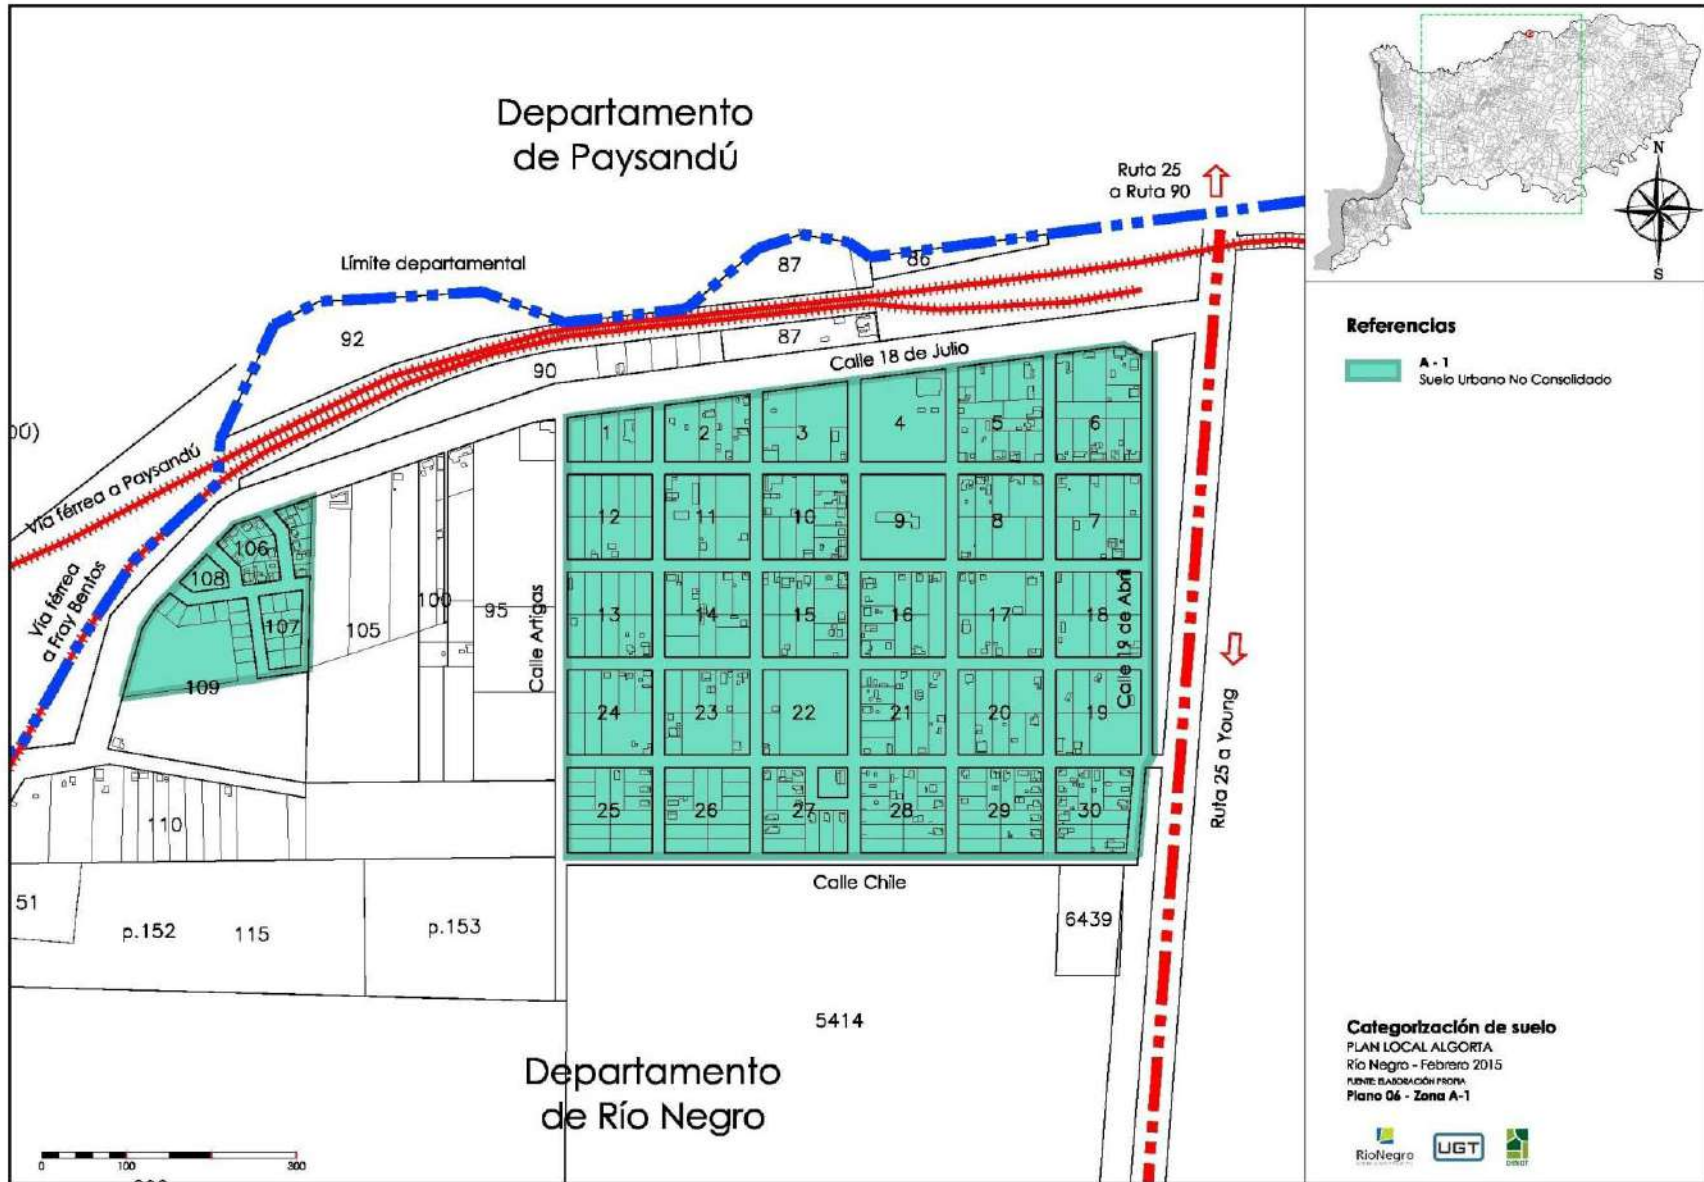 Departamento
de Paysandú
Ruta 25
a Ruta 90
N
S
Límite departamental
87
86
92
87
90
Calle 18 de Julio
Vía férrea a Paysandú
Vía férrea
a Fray Bentos
1
2
3
4
5
6
12
11
10
9
8
7
13
14
15
16
17
18
24
23
22
21
20
19
25
26
27
28
29
30
106
108
107
109
105
100
95
110
Calle Artigas
Calle 19 de Abril
Ruta 25 a Young
Calle Chile
51
p.152
115
p.153
6439
5414
Departamento
de Río Negro
0
100
300
Referencias
A - 1
Suelo Urbano No Consolidado
Categorización de suelo
PLAN LOCAL ALGORTA
Río Negro - Febrero 2015
FUENTE: ELABORACIÓN PROPIA
Plano 06 - Zona A-1
RíoNegro
UGT